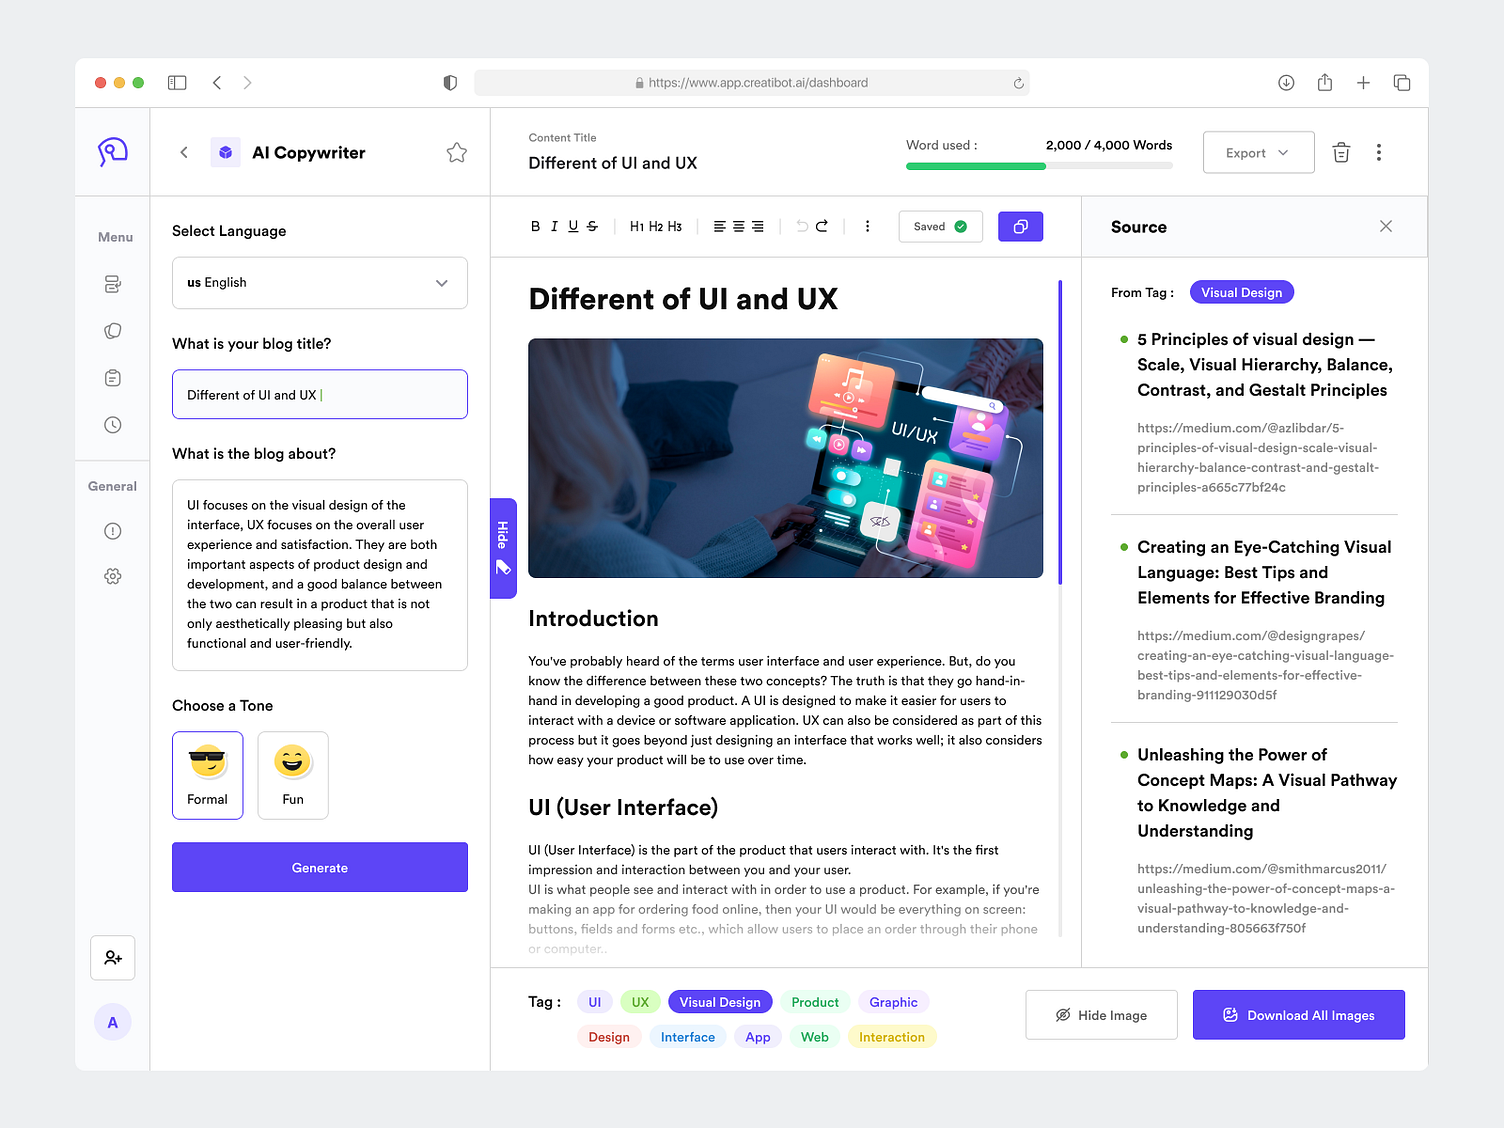 https://www.app.creatibot.ai/dashboard
AI Copywriter
Content Title
Different of UI and UX
Word used :
2,000 / 4,000 Words
Export
Menu
General
A
Select Language
us English
What is your blog title?
Different of UI and UX
What is the blog about?
UI focuses on the visual design of the
interface, UX focuses on the overall user
experience and satisfaction. They are both
important aspects of product design and
development, and a good balance between
the two can result in a product that is not
only aesthetically pleasing but also
functional and user-friendly.
Choose a Tone
Formal
Fun
Generate
B I U S H1 H2 H3
Saved
Hide
Different of UI and UX
UI/UX
Introduction
You've probably heard of the terms user interface and user experience. But, do you
know the difference between these two concepts? The truth is that they go hand-in-
hand in developing a good product. A UI is designed to make it easier for users to
interact with a device or software application. UX can also be considered as part of this
process but it goes beyond just designing an interface that works well; it also considers
how easy your product will be to use over time.
UI (User Interface)
UI (User Interface) is the part of the product that users interact with. It's the first
impression and interaction between you and your user.
UI is what people see and interact with in order to use a product. For example, if you're
making an app for ordering food online, then your UI would be everything on screen:
buttons, fields and forms etc., which allow users to place an order through their phone
or computer..
Source
From Tag :
Visual Design
5 Principles of visual design —
Scale, Visual Hierarchy, Balance,
Contrast, and Gestalt Principles
https://medium.com/@azlibdar/5-
principles-of-visual-design-scale-visual-
hierarchy-balance-contrast-and-gestalt-
principles-a665c77bf24c
Creating an Eye-Catching Visual
Language: Best Tips and
Elements for Effective Branding
https://medium.com/@designgrapes/
creating-an-eye-catching-visual-language-
best-tips-and-elements-for-effective-
branding-911129030d5f
Unleashing the Power of
Concept Maps: A Visual Pathway
to Knowledge and
Understanding
https://medium.com/@smithmarcus2011/
unleashing-the-power-of-concept-maps-a-
visual-pathway-to-knowledge-and-
understanding-805663f750f
Tag :
UI UX Visual Design Product Graphic
Design Interface App Web Interaction
Hide Image
Download All Images